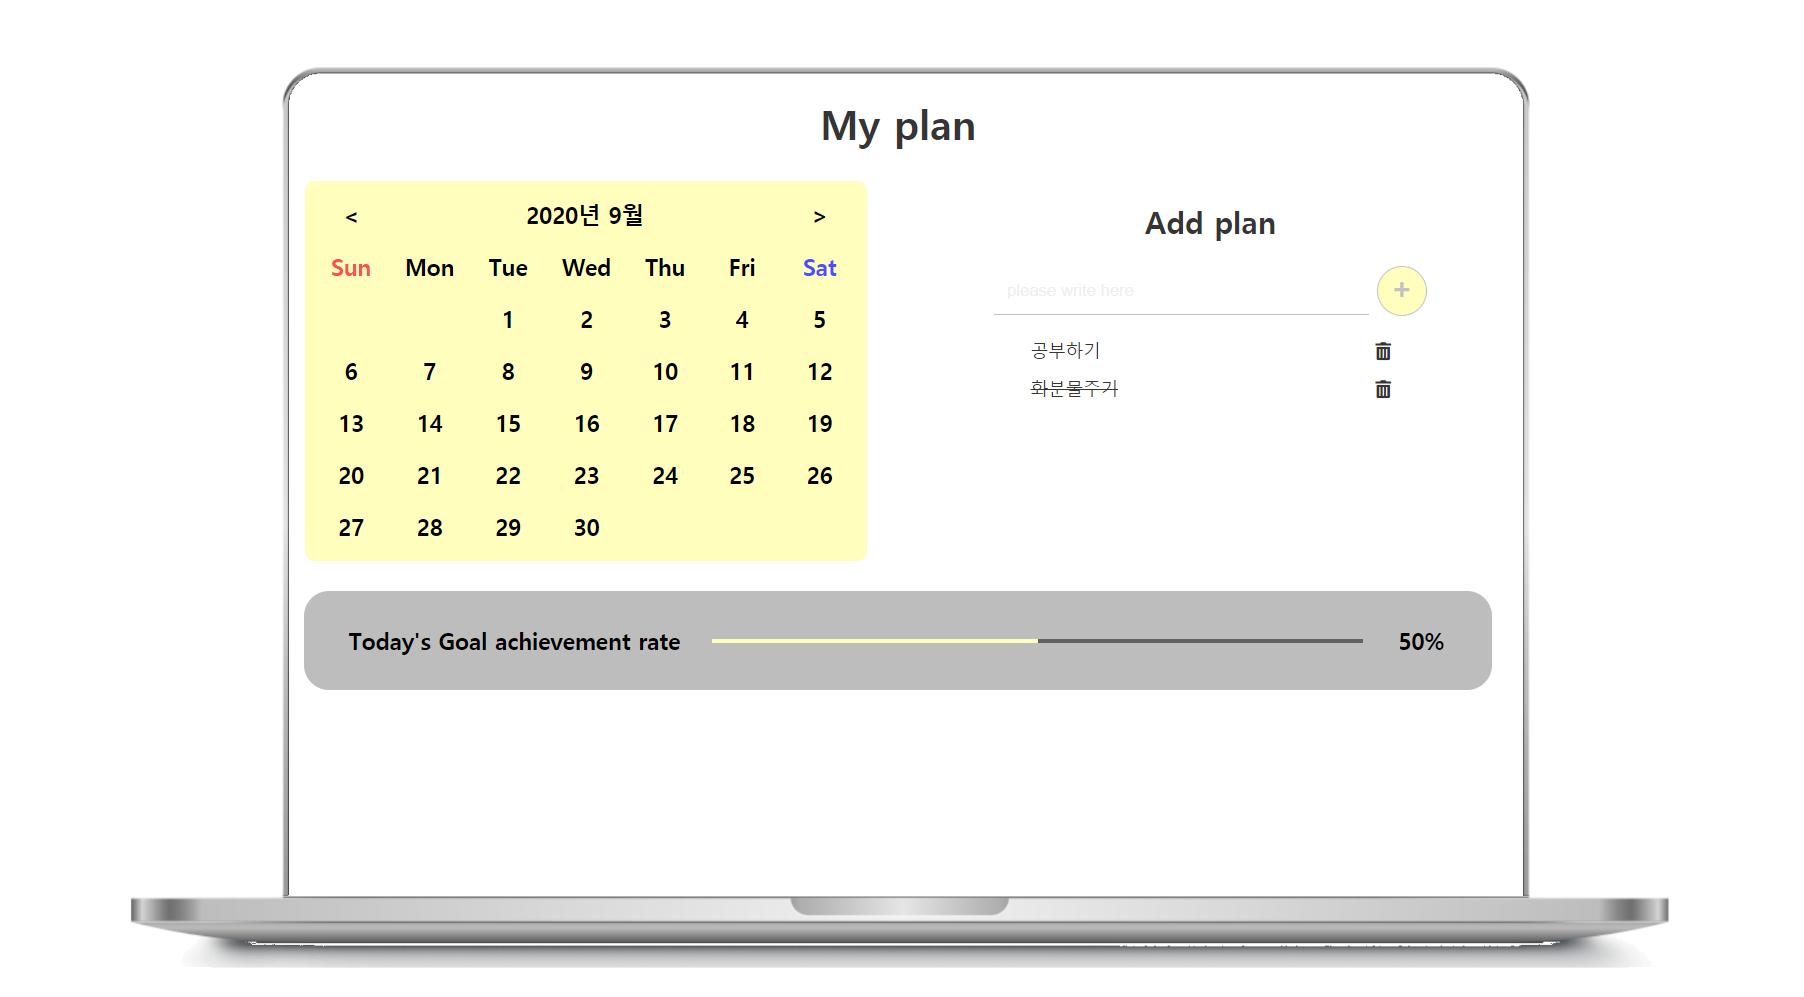 My plan
< 2020년 9월 >
Sun Mon Tue Wed Thu Fri Sat
1 2 3 4 5
6 7 8 9 10 11 12
13 14 15 16 17 18 19
20 21 22 23 24 25 26
27 28 29 30
Add plan
please write here +
공부하기
화분물주기
Today's Goal achievement rate 50%